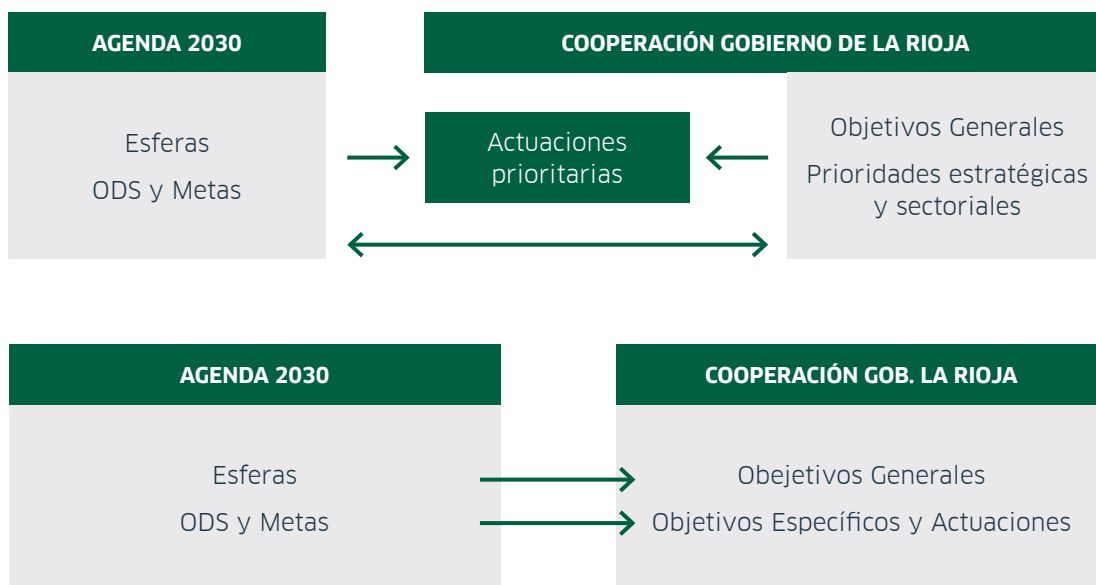 AGENDA 2030
COOPERACIÓN GOBIERNO DE LA RIOJA
Esferas
ODS y Metas
Actuaciones
prioritarias
Objetivos Generales
Prioridades estratégicas
y sectoriales
AGENDA 2030
COOPERACIÓN GOB. LA RIOJA
Esferas
ODS y Metas
Obejetivos Generales
Objetivos Específicos y Actuaciones